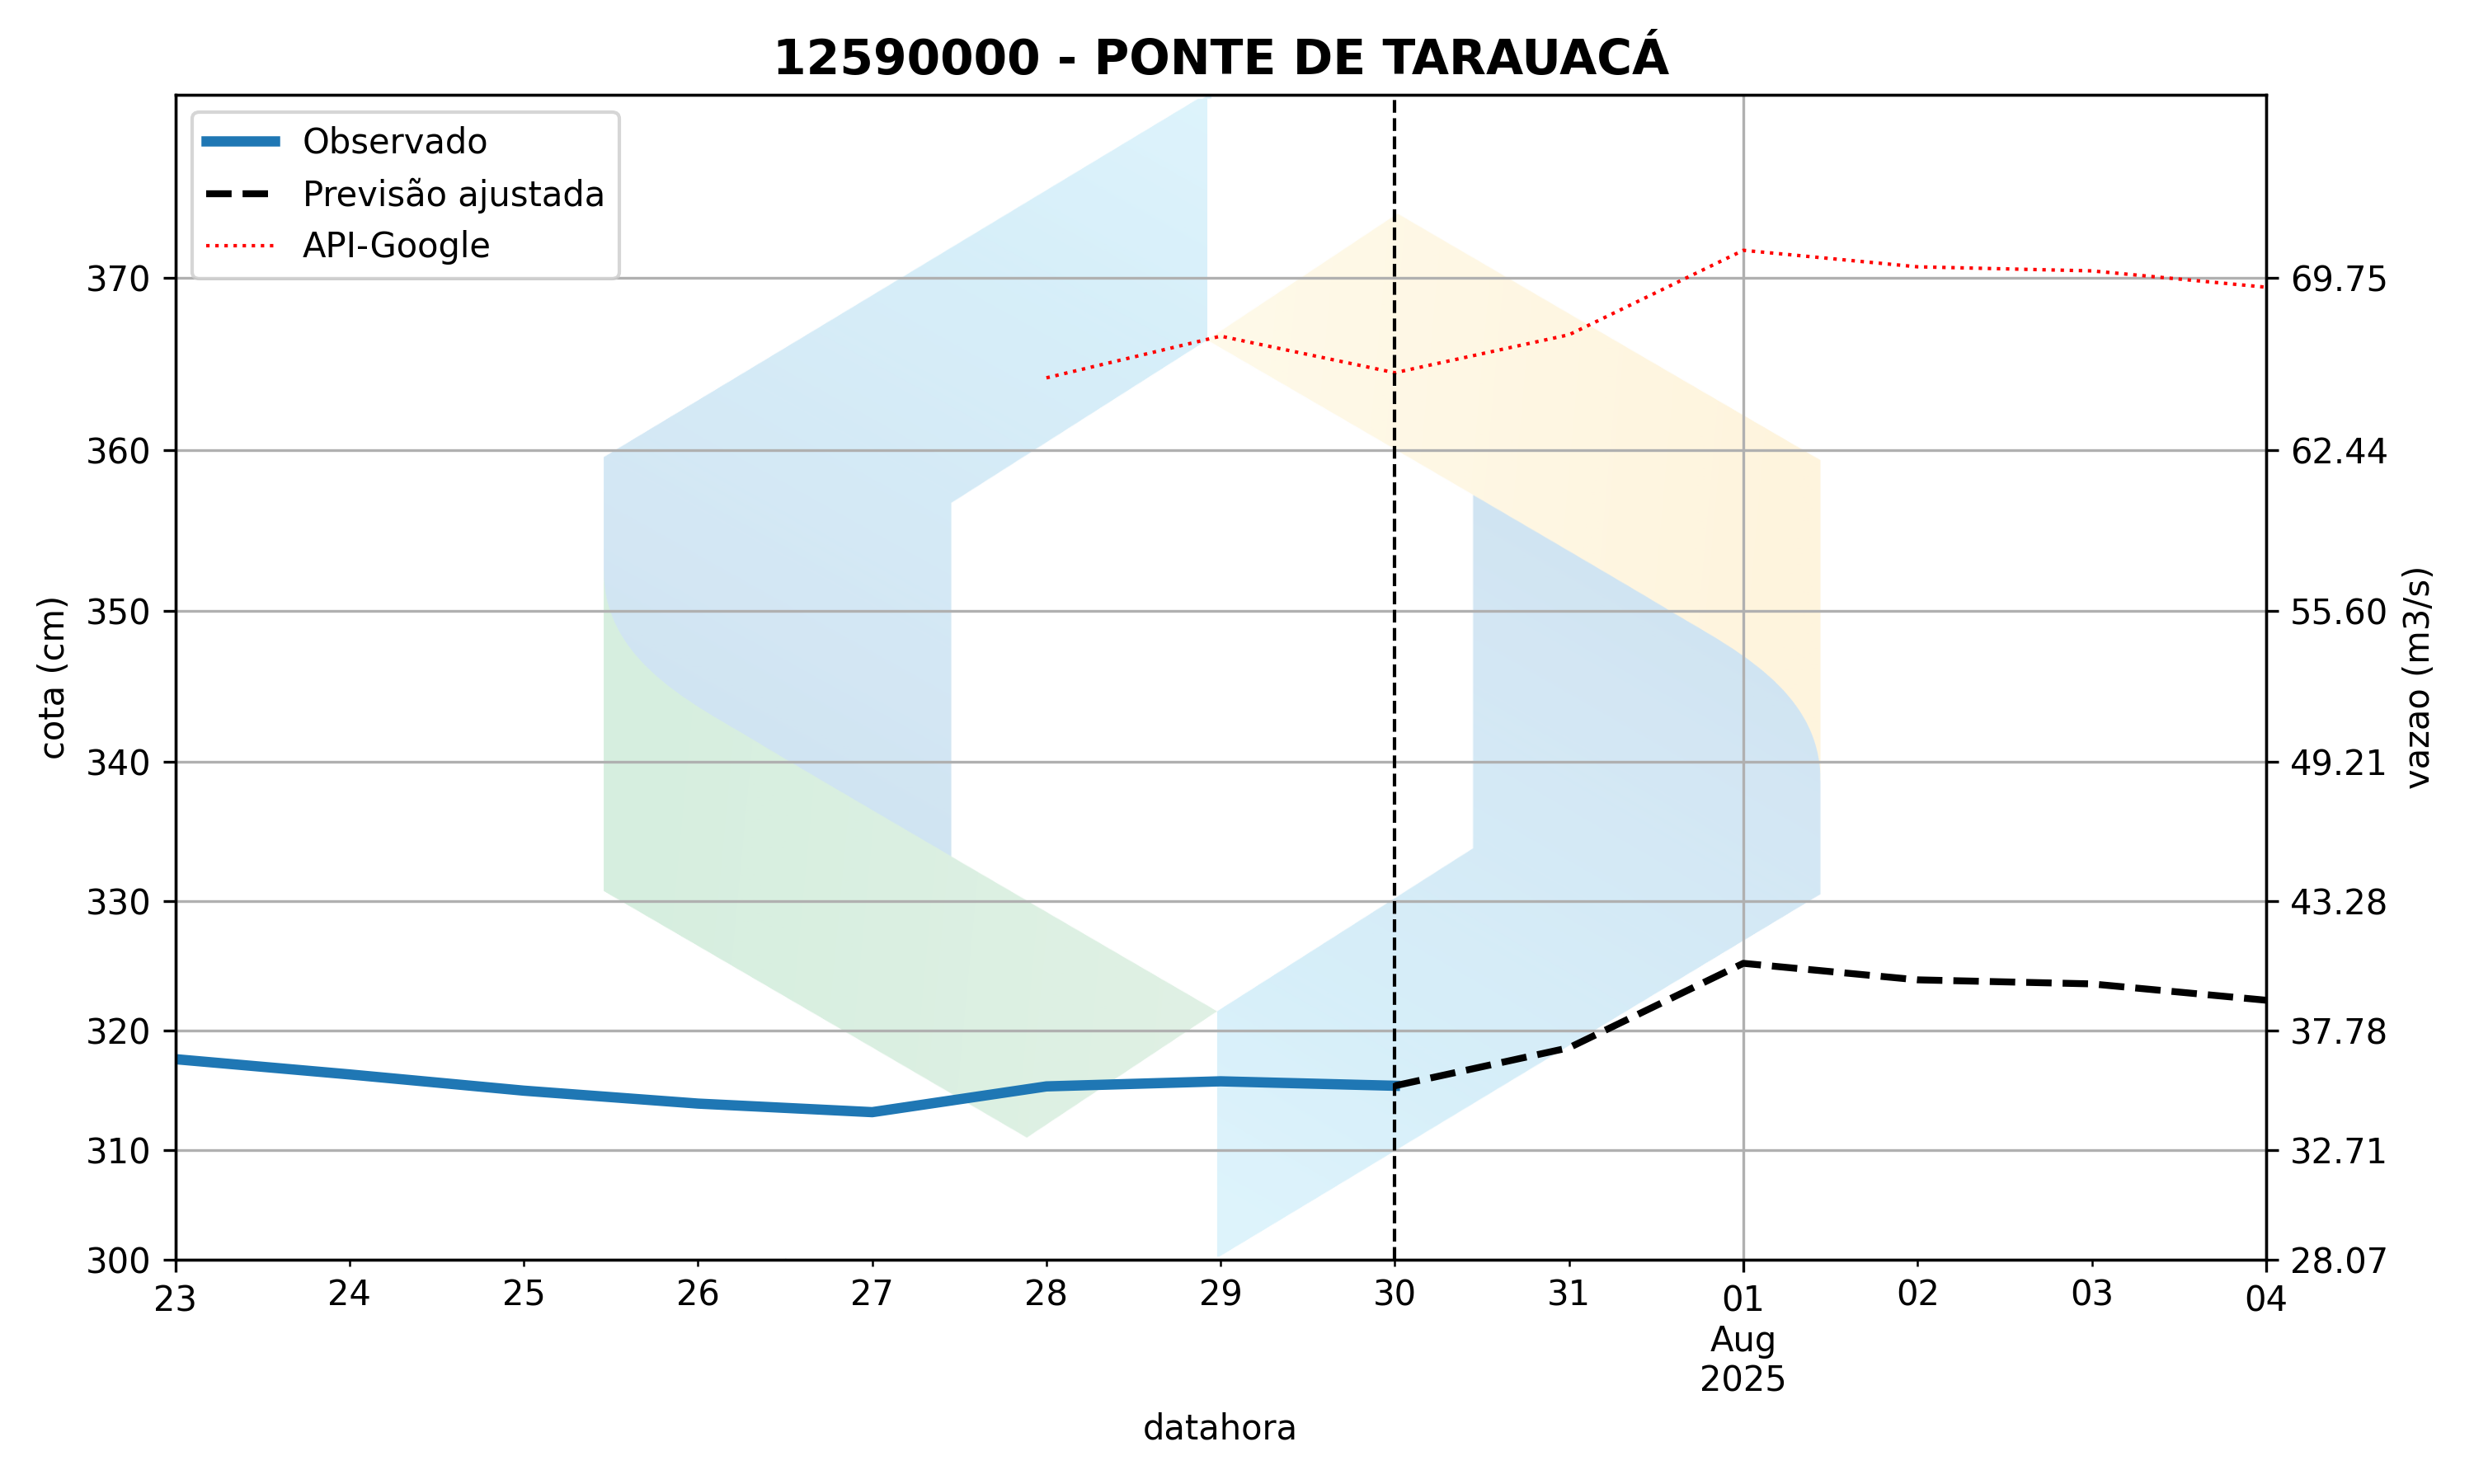 12590000 - PONTE DE TARAUACÁ
Observado
Previsão ajustada
API-Google
370
360
350
340
330
320
310
300
cota (cm)
69.75
62.44
55.60
49.21
43.28
37.78
32.71
28.07
vazao (m3/s)
23 24 25 26 27 28 29 30 31 01 02 03 04
Aug
2025
datahora